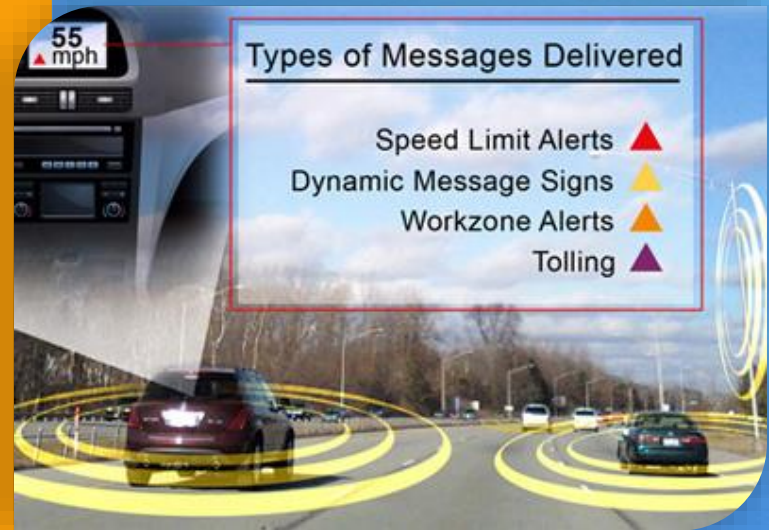 55
mph
Types of Messages Delivered
Speed Limit Alerts
Dynamic Message Signs
Workzone Alerts
Tolling